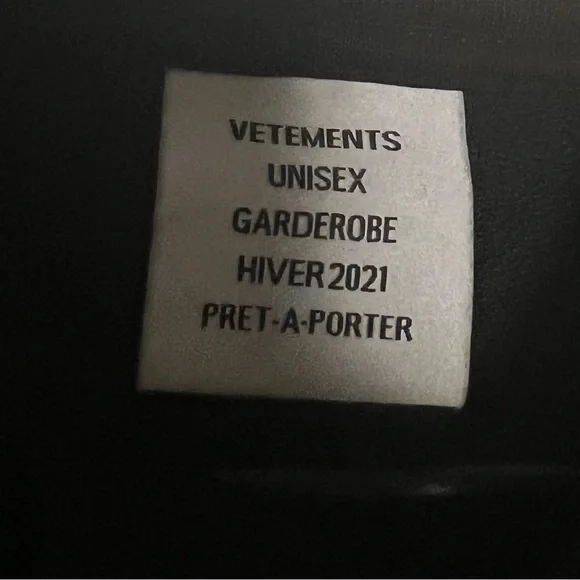 VETEMENTS
UNISEX
GARDEROBE
HIVER 2021
PRET-A-PORTER